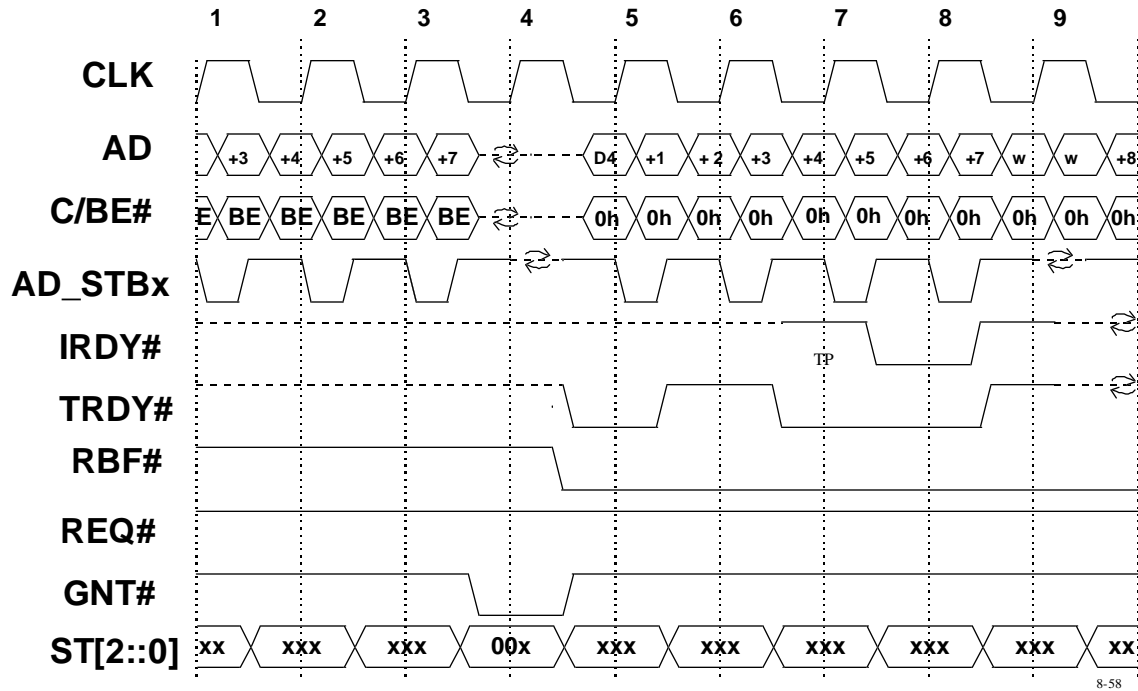 1 2 3 4 5 6 7 8 9
CLK
AD +3 +4 +5 +6 +7 D4 +1 + 2 +3 +4 +5 +6 +7 w w +8
C/BE# E BE BE BE BE BE 0h 0h 0h 0h 0h 0h 0h 0h 0h 0h 0h
AD_STBx
IRDY#
TP
TRDY#
RBF#
REQ#
GNT#
ST[2::0] xx xxx xxx 00x xxx xxx xxx xxx xxx xx
8-58